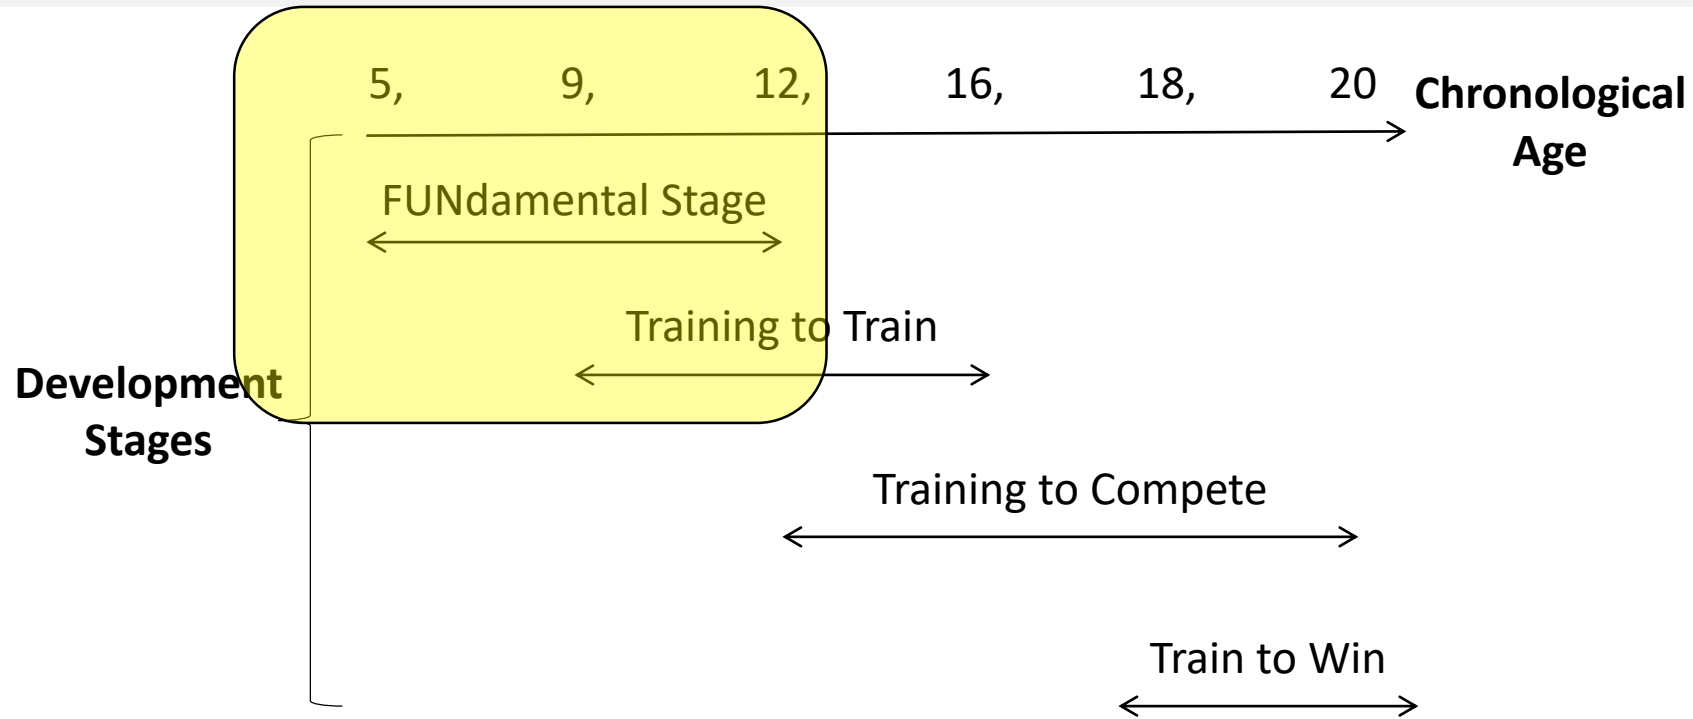 5, 9, 12, 16, 18, 20
Chronological
Age
FUNdamental Stage
Training to Train
Development
Stages
Training to Compete
Train to Win